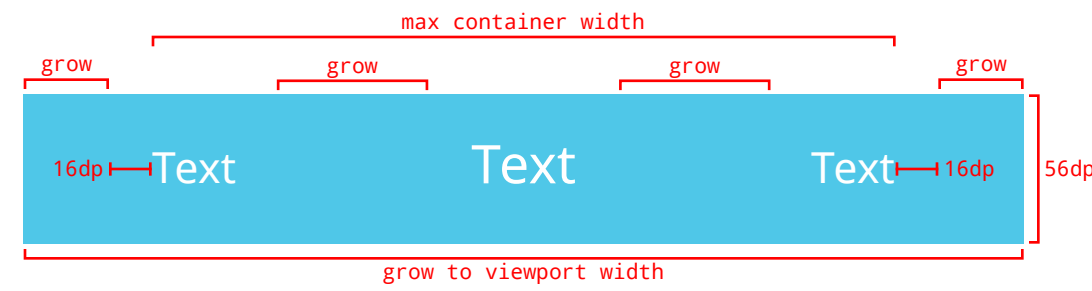 max container width
grow grow grow grow
16dp Text Text Text 16dp 56dp
grow to viewport width